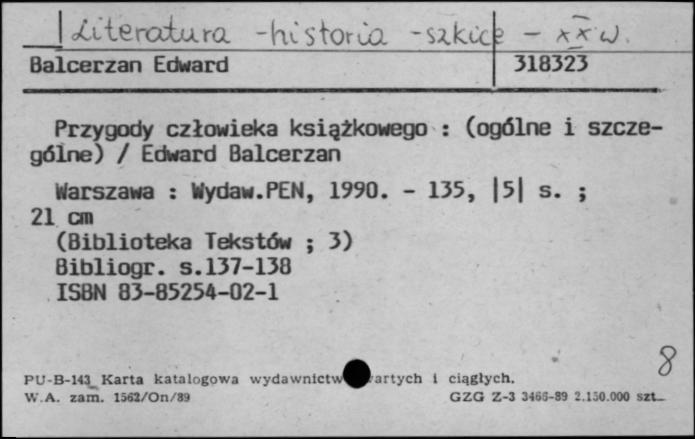 Literatura - historia - szkice - XX w.
Balcerzan Edward 318323
Przygody człowieka książkowego : (ogólne i szcze-
gólne) / Edward Balcerzan
Warszawa : Wydaw.PEN, 1990. - 135, |5| s. ;
21 cm
(Biblioteka Tekstów ; 3)
Bibliogr. s.137-138
ISBN 83-85254-02-1
8
PU-B-143 Karta katalogowa wydawnictw artych i ciągłych.
W.A. zam. 1562/On/89 GZG Z-3 3466-89 2.150.000 szt.